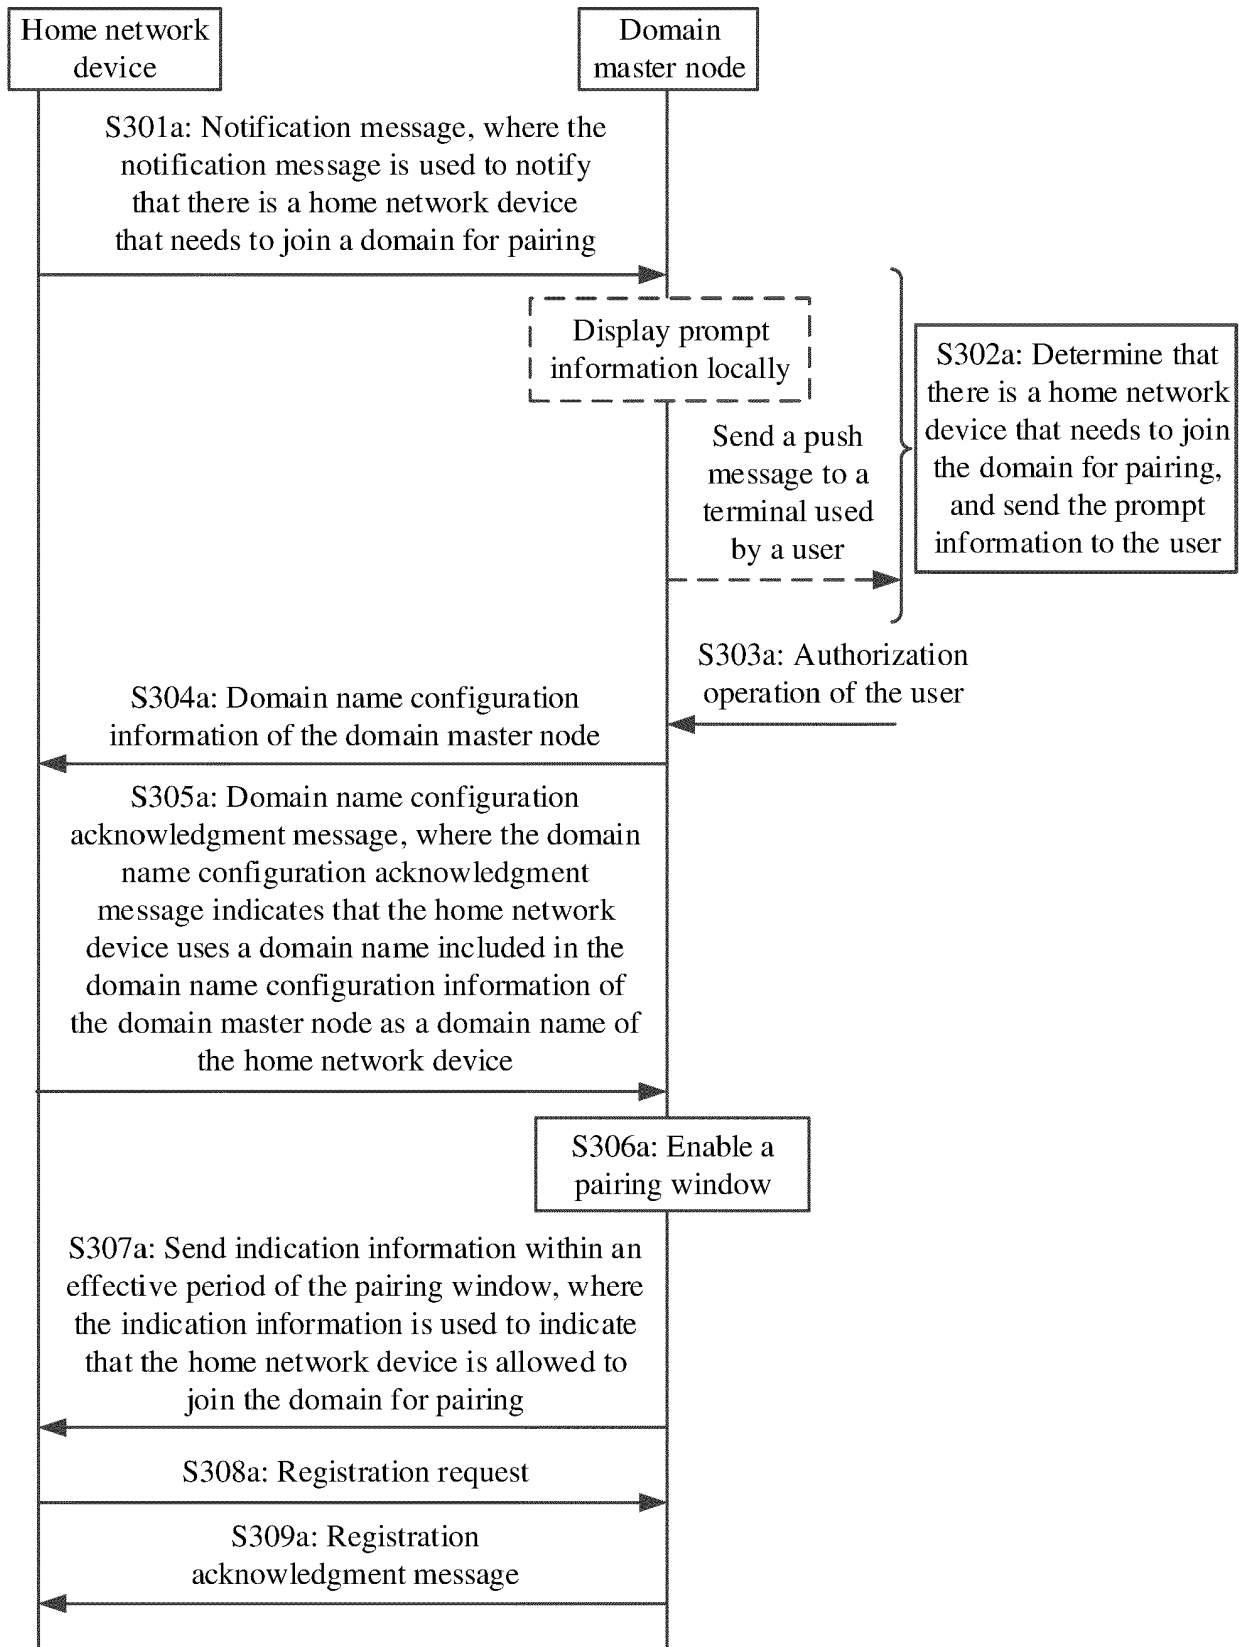 Home network
device
Domain
master node
S301a: Notification message, where the
notification message is used to notify
that there is a home network device
that needs to join a domain for pairing
Display prompt
information locally
Send a push
message to a
terminal used
by a user
S302a: Determine that
there is a home network
device that needs to join
the domain for pairing,
and send the prompt
information to the user
S303a: Authorization
operation of the user
S304a: Domain name configuration
information of the domain master node
S305a: Domain name configuration
acknowledgment message, where the domain
name configuration acknowledgment
message indicates that the home network
device uses a domain name included in the
domain name configuration information of
the domain master node as a domain name of
the home network device
S306a: Enable a
pairing window
S307a: Send indication information within an
effective period of the pairing window, where
the indication information is used to indicate
that the home network device is allowed to
join the domain for pairing
S308a: Registration request
S309a: Registration
acknowledgment message